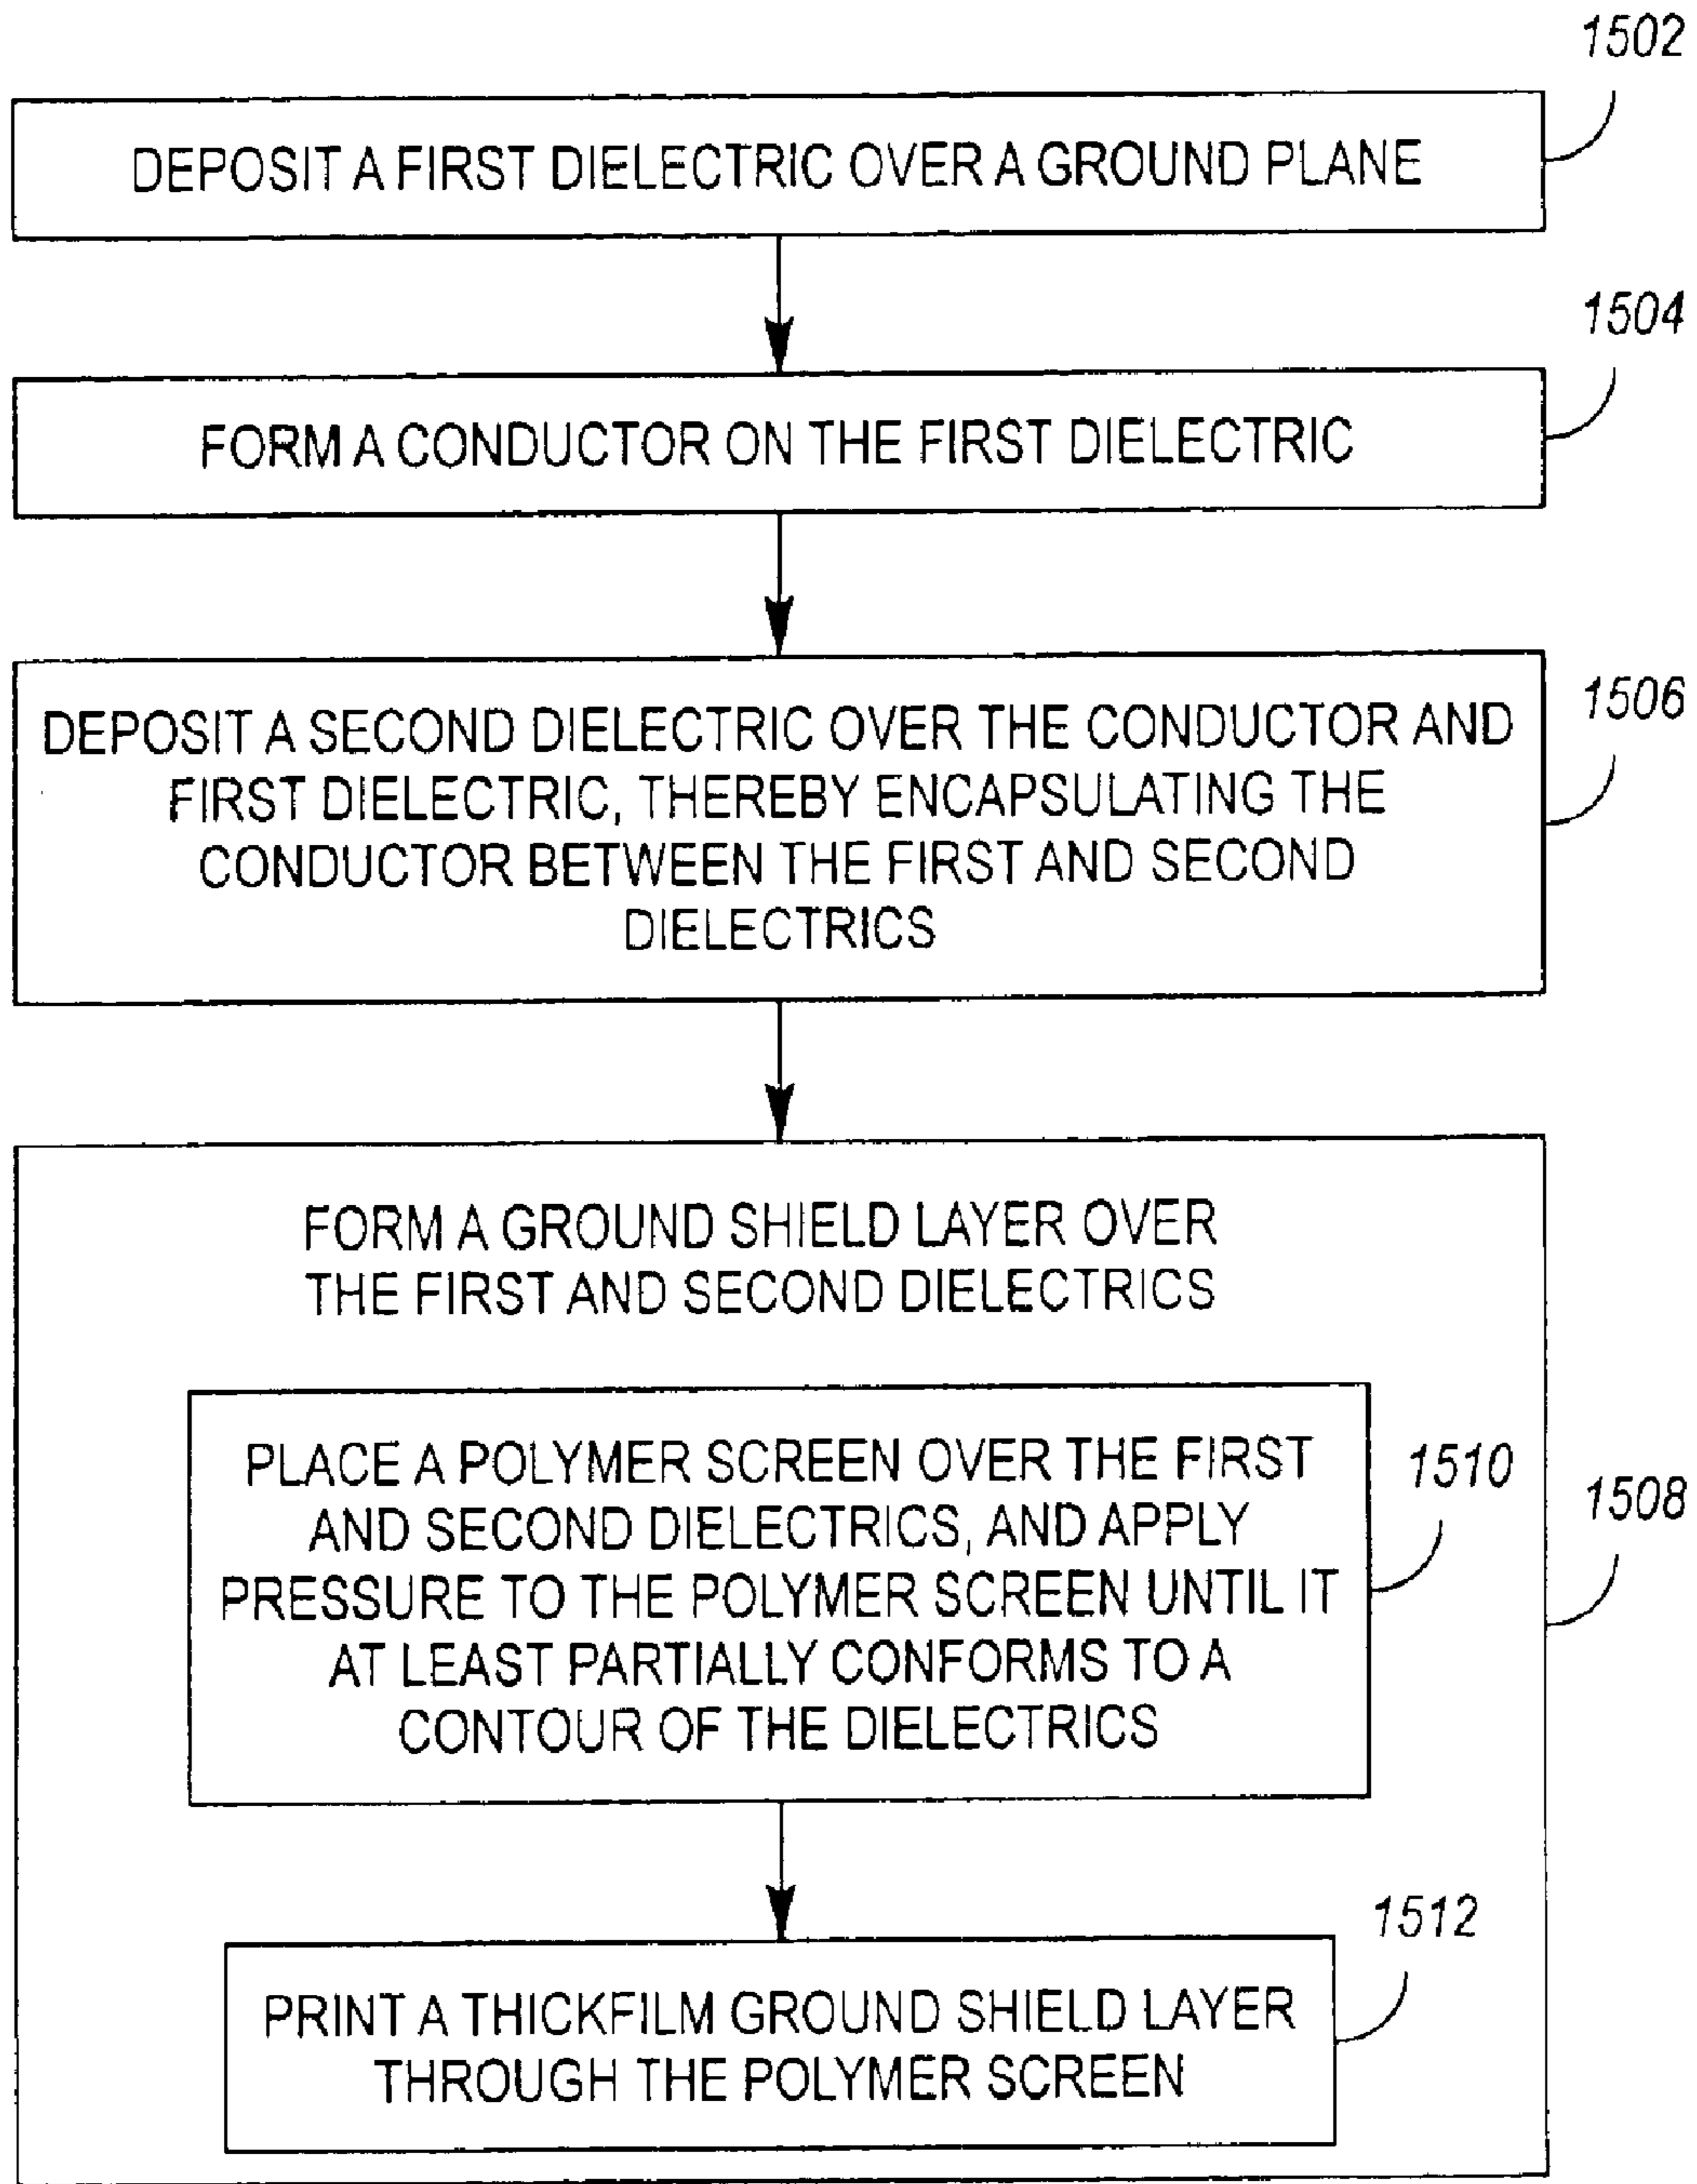 1502
DEPOSIT A FIRST DIELECTRIC OVER A GROUND PLANE
1504
FORM A CONDUCTOR ON THE FIRST DIELECTRIC
1506
DEPOSIT A SECOND DIELECTRIC OVER THE CONDUCTOR AND
FIRST DIELECTRIC, THEREBY ENCAPSULATING THE
CONDUCTOR BETWEEN THE FIRST AND SECOND
DIELECTRICS
1508
FORM A GROUND SHIELD LAYER OVER
THE FIRST AND SECOND DIELECTRICS
1510
PLACE A POLYMER SCREEN OVER THE FIRST
AND SECOND DIELECTRICS, AND APPLY
PRESSURE TO THE POLYMER SCREEN UNTIL IT
AT LEAST PARTIALLY CONFORMS TO A
CONTOUR OF THE DIELECTRICS
1512
PRINT A THICKFILM GROUND SHIELD LAYER
THROUGH THE POLYMER SCREEN